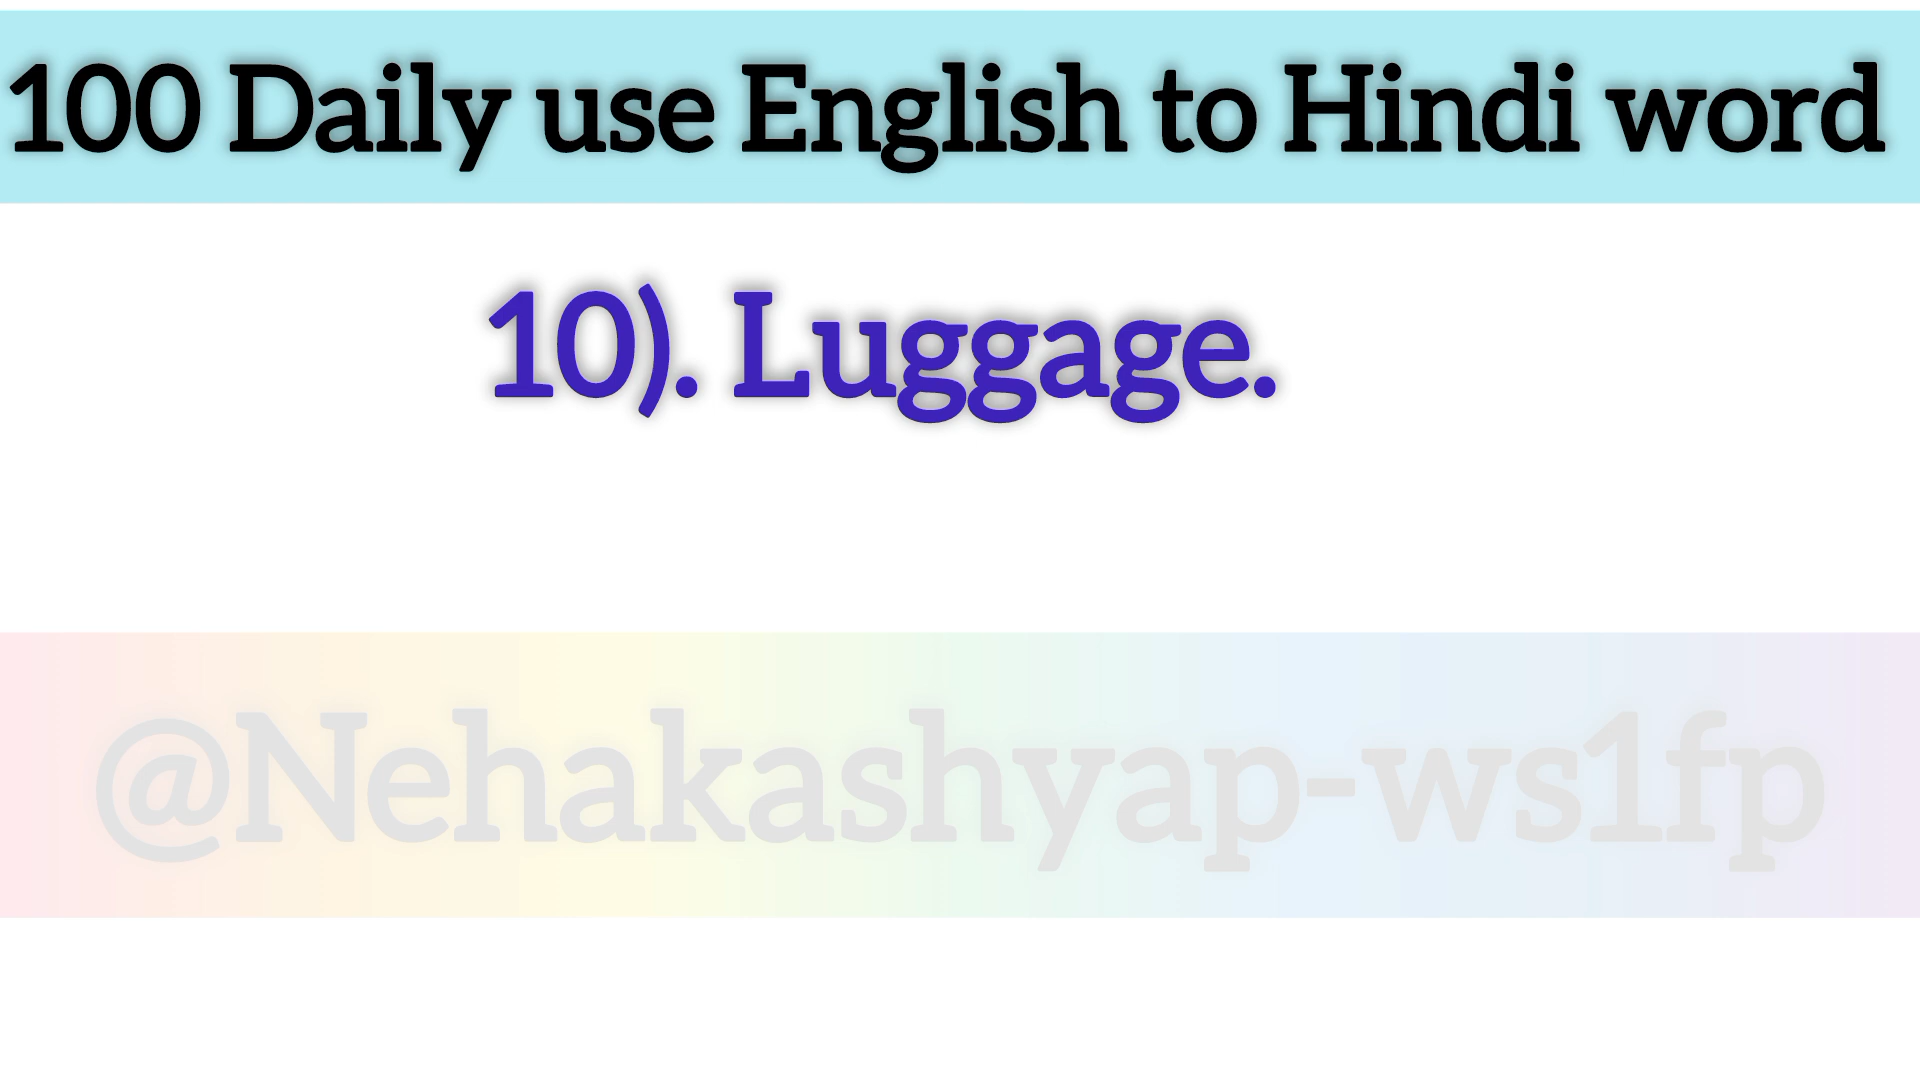 100 Daily use English to Hindi word
10). Luggage.
@Nehakashyap-ws1fp